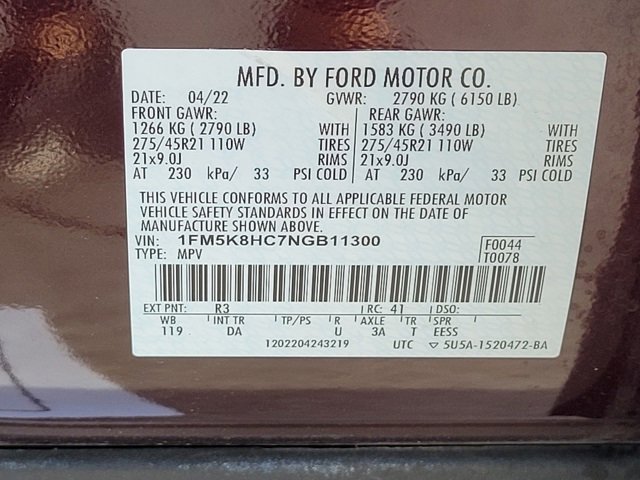 MFD. BY FORD MOTOR CO.
DATE: 04/22 GVWR: 2790 KG ( 6150 LB)
FRONT GAWR: REAR GAWR:
1266 KG ( 2790 LB) WITH 1583 KG ( 3490 LB) WITH
275/45R21 110W TIRES 275/45R21 110W TIRES
21x9.0J RIMS 21x9.0J RIMS
AT 230 kPa/ 33 PSI COLD AT 230 kPa/ 33 PSI COLD
THIS VEHICLE CONFORMS TO ALL APPLICABLE FEDERAL MOTOR
VEHICLE SAFETY STANDARDS IN EFFECT ON THE DATE OF
MANUFACTURE SHOWN ABOVE.
VIN: 1FM5K8HC7NGB11300 F0044
TYPE: MPV T0078
EXT PNT: R3 RC: 41 DSO:
WB INT TR TP/PS R AXLE TR SPR
119 DA U 3A T EESS
1202204243219 UTC ▽ 5U5A-1520472-BA